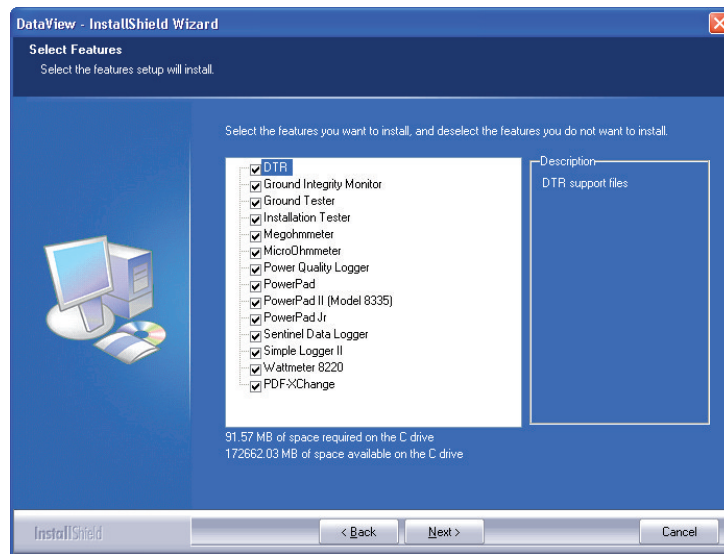 DataView - InstallShield Wizard
Select Features
Select the features setup will install.
Select the features you want to install, and deselect the features you do not want to install.
DTR
Ground Integrity Monitor
Ground Tester
Installation Tester
Megohmmeter
MicroOhmmeter
Power Quality Logger
PowerPad
PowerPad II (Model 8335)
PowerPad Jr
Sentinel Data Logger
Simple Logger II
Wattmeter 8220
PDF-XChange
Description
DTR support files
91.57 MB of space required on the C drive
172662.03 MB of space available on the C drive
InstallShield
< Back
Next >
Cancel